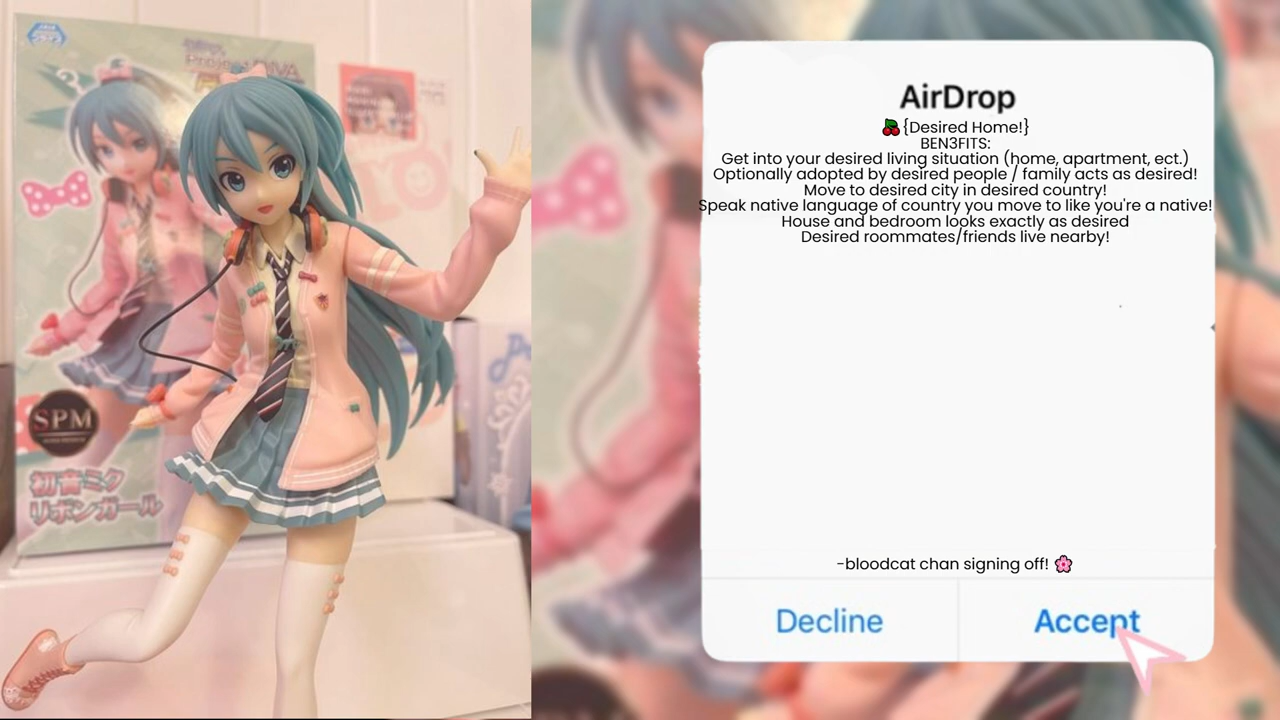 Project DIVA
SPM
初音ミク
リボンガール
AirDrop
🍒{Desired Home!}
BEN3FITS:
Get into your desired living situation (home, apartment, ect.)
Optionally adopted by desired people / family acts as desired!
Move to desired city in desired country!
Speak native language of country you move to like you're a native!
House and bedroom looks exactly as desired
Desired roommates/friends live nearby!
-bloodcat chan signing off! 🌸
Decline
Accept